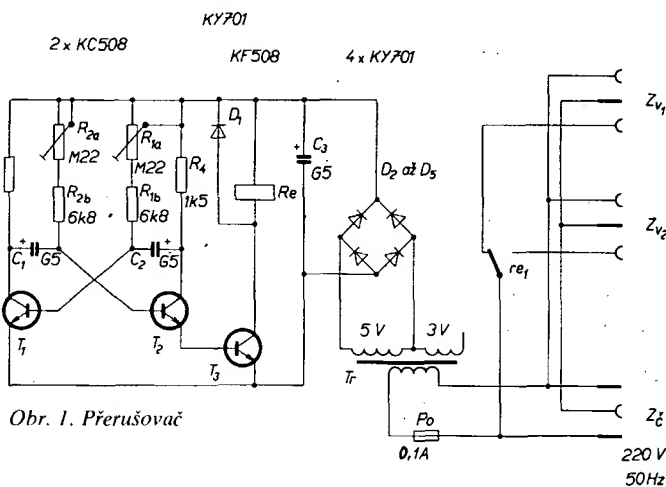 KY701
2 x KC508
KF508
4 x KY701
Zv1
R2a
M22
R1a
M22
D1
R4
1k5
C3
G5
D2 až D5
Re
R2b
6k8
R1b
6k8
Zv2
C1
G5
C2
G5
re1
T1
T2
T3
5 V
3 V
Tr
Obr. 1. Přerušovač
Po
0,1A
Zč
220 V
50Hz